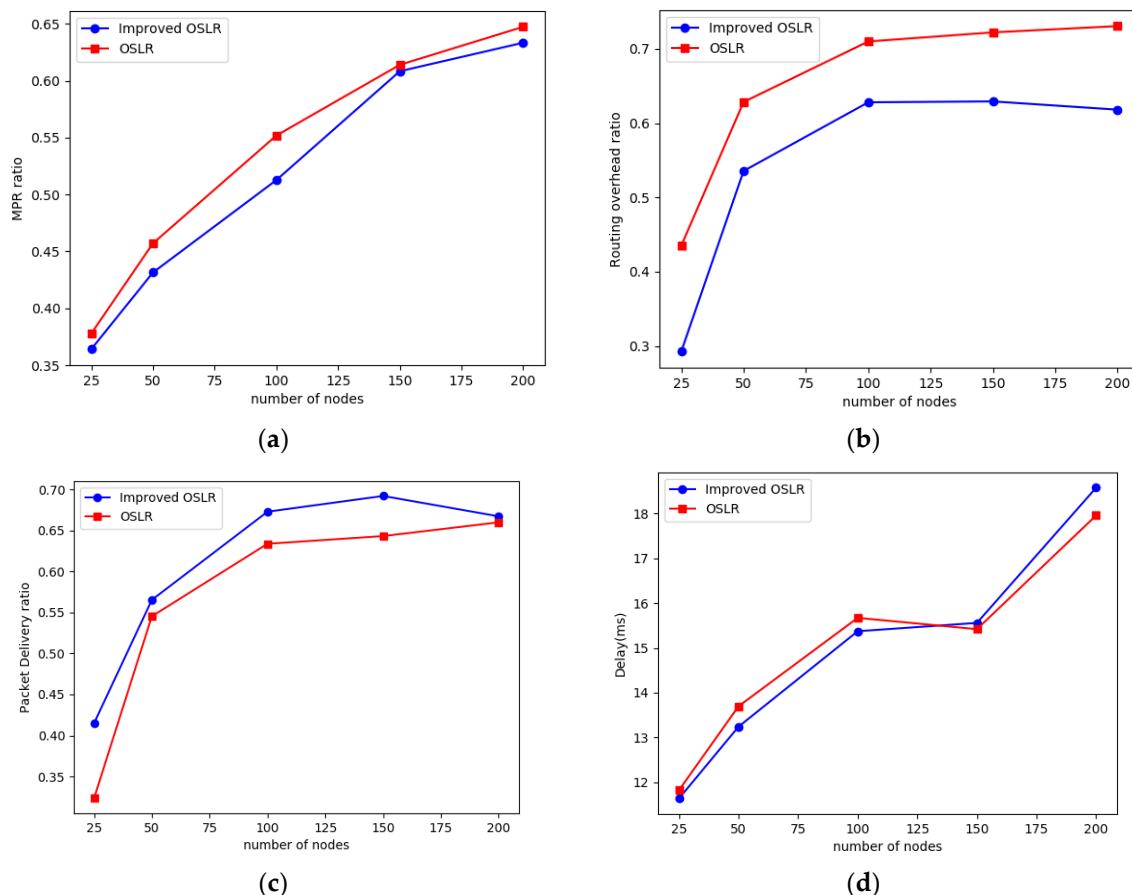 Improved OSLR
OSLR
0.65
0.60
0.55
0.50
0.45
0.40
0.35
MPR ratio
25 50 75 100 125 150 175 200
number of nodes
(a)
Improved OSLR
OSLR
0.7
0.6
0.5
0.4
0.3
Routing overhead ratio
25 50 75 100 125 150 175 200
number of nodes
(b)
Improved OSLR
OSLR
0.70
0.65
0.60
0.55
0.50
0.45
0.40
0.35
Packet Delivery ratio
25 50 75 100 125 150 175 200
number of nodes
(c)
Improved OSLR
OSLR
18
17
16
15
14
13
12
Delay(ms)
25 50 75 100 125 150 175 200
number of nodes
(d)